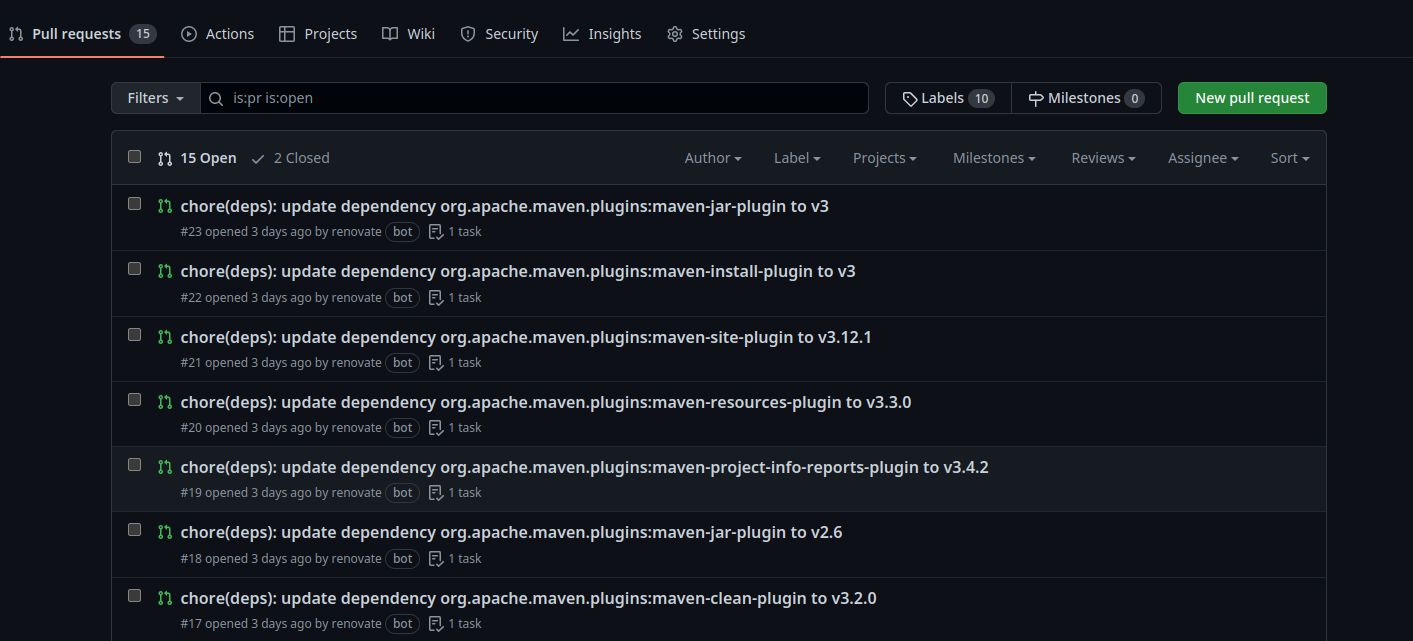 Pull requests 15 Actions Projects Wiki Security Insights Settings
Filters is:pr is:open Labels 10 Milestones 0 New pull request
15 Open 2 Closed Author Label Projects Milestones Reviews Assignee Sort
chore(deps): update dependency org.apache.maven.plugins:maven-jar-plugin to v3
#23 opened 3 days ago by renovate bot 1 task
chore(deps): update dependency org.apache.maven.plugins:maven-install-plugin to v3
#22 opened 3 days ago by renovate bot 1 task
chore(deps): update dependency org.apache.maven.plugins:maven-site-plugin to v3.12.1
#21 opened 3 days ago by renovate bot 1 task
chore(deps): update dependency org.apache.maven.plugins:maven-resources-plugin to v3.3.0
#20 opened 3 days ago by renovate bot 1 task
chore(deps): update dependency org.apache.maven.plugins:maven-project-info-reports-plugin to v3.4.2
#19 opened 3 days ago by renovate bot 1 task
chore(deps): update dependency org.apache.maven.plugins:maven-jar-plugin to v2.6
#18 opened 3 days ago by renovate bot 1 task
chore(deps): update dependency org.apache.maven.plugins:maven-clean-plugin to v3.2.0
#17 opened 3 days ago by renovate bot 1 task